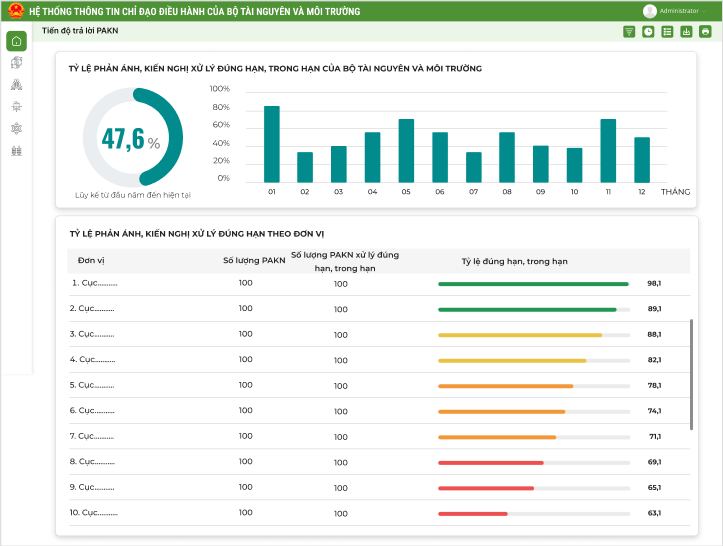 HỆ THỐNG THÔNG TIN CHỈ ĐẠO ĐIỀU HÀNH CỦA BỘ TÀI NGUYÊN VÀ MÔI TRƯỜNG
Administrator
Tiến độ trả lời PAKN
TỶ LỆ PHẢN ÁNH, KIẾN NGHỊ XỬ LÝ ĐÚNG HẠN, TRONG HẠN CỦA BỘ TÀI NGUYÊN VÀ MÔI TRƯỜNG
47,6 %
Lũy kế từ đầu năm đến hiện tại
100%
80%
60%
40%
20%
0%
01 02 03 04 05 06 07 08 09 10 11 12 THÁNG
TỶ LỆ PHẢN ÁNH, KIẾN NGHỊ XỬ LÝ ĐÚNG HẠN THEO ĐƠN VỊ
Đơn vị Số lượng PAKN Số lượng PAKN xử lý đúng hạn, trong hạn Tỷ lệ đúng hạn, trong hạn
1. Cục.......... 100 100 98,1
2. Cục.......... 100 100 89,1
3. Cục.......... 100 100 88,1
4. Cục.......... 100 100 82,1
5. Cục.......... 100 100 78,1
6. Cục.......... 100 100 74,1
7. Cục.......... 100 100 71,1
8. Cục.......... 100 100 69,1
9. Cục.......... 100 100 65,1
10. Cục.......... 100 100 63,1